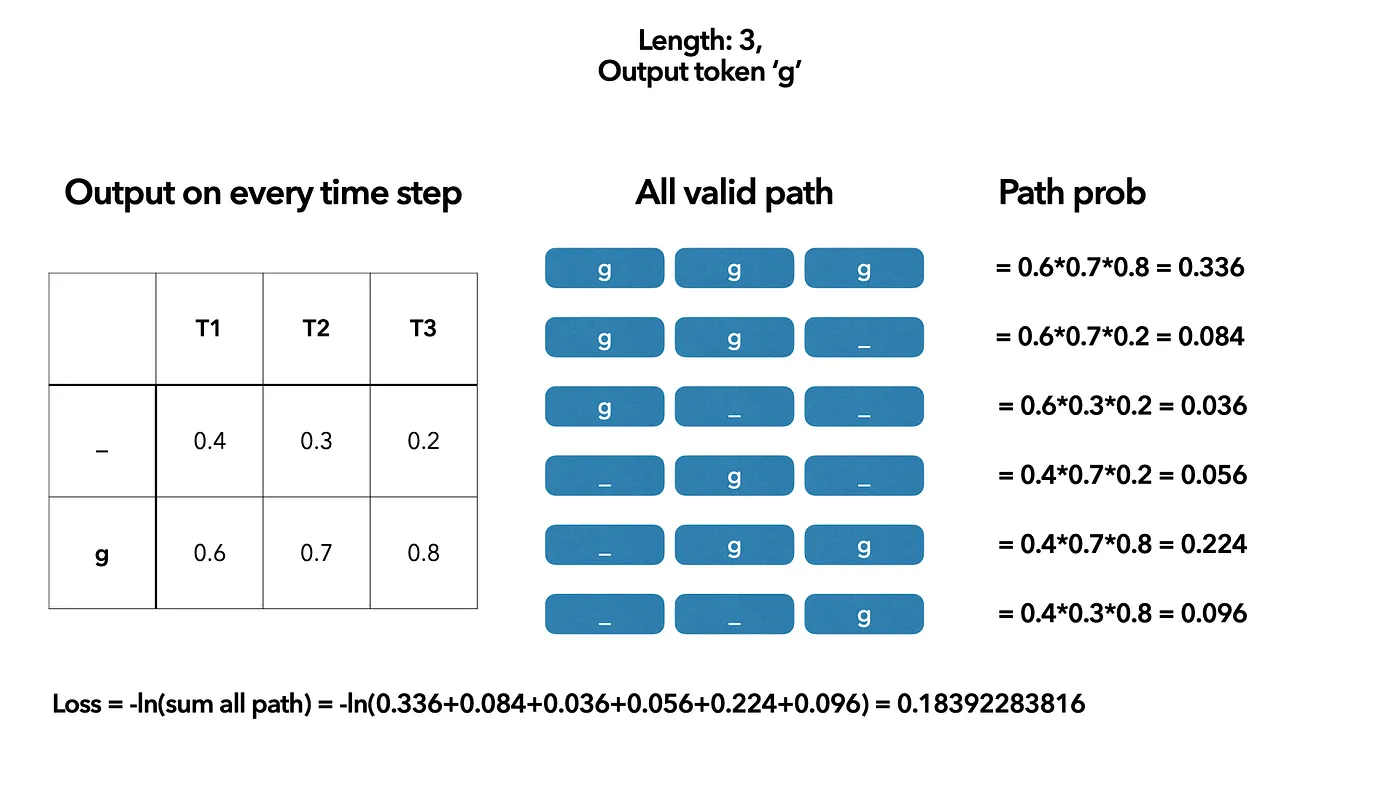 Length: 3,
Output token ‘g’
Output on every time step
All valid path
Path prob
T1 T2 T3
_ 0.4 0.3 0.2
g 0.6 0.7 0.8
g g g = 0.6*0.7*0.8 = 0.336
g g _ = 0.6*0.7*0.2 = 0.084
g _ _ = 0.6*0.3*0.2 = 0.036
_ g _ = 0.4*0.7*0.2 = 0.056
_ g g = 0.4*0.7*0.8 = 0.224
_ _ g = 0.4*0.3*0.8 = 0.096
Loss = -ln(sum all path) = -ln(0.336+0.084+0.036+0.056+0.224+0.096) = 0.18392283816